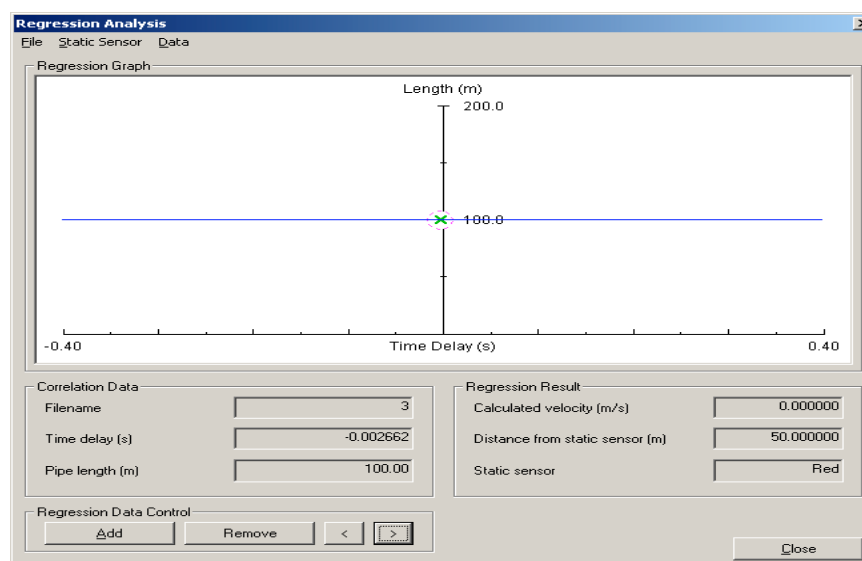 Regression Analysis
File Static Sensor Data
Regression Graph
Length (m)
200.0
100.0
-0.40 Time Delay (s) 0.40
Correlation Data
Filename 3
Time delay (s) -0.002662
Pipe length (m) 100.00
Regression Result
Calculated velocity (m/s) 0.000000
Distance from static sensor (m) 50.000000
Static sensor Red
Regression Data Control
Add Remove < >
Close